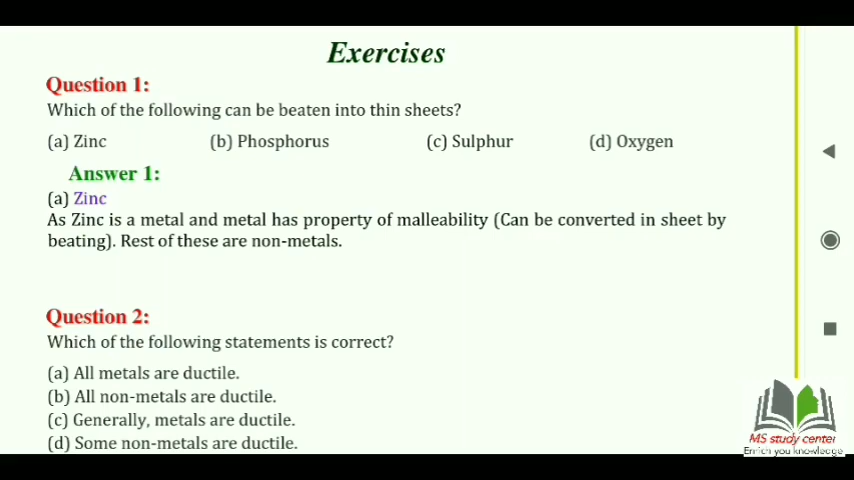 Exercises
Question 1:
Which of the following can be beaten into thin sheets?
(a) Zinc (b) Phosphorus (c) Sulphur (d) Oxygen
Answer 1:
(a) Zinc
As Zinc is a metal and metal has property of malleability (Can be converted in sheet by
beating). Rest of these are non-metals.
Question 2:
Which of the following statements is correct?
(a) All metals are ductile.
(b) All non-metals are ductile.
(c) Generally, metals are ductile.
(d) Some non-metals are ductile.
MS study center
Enrich you knowledge